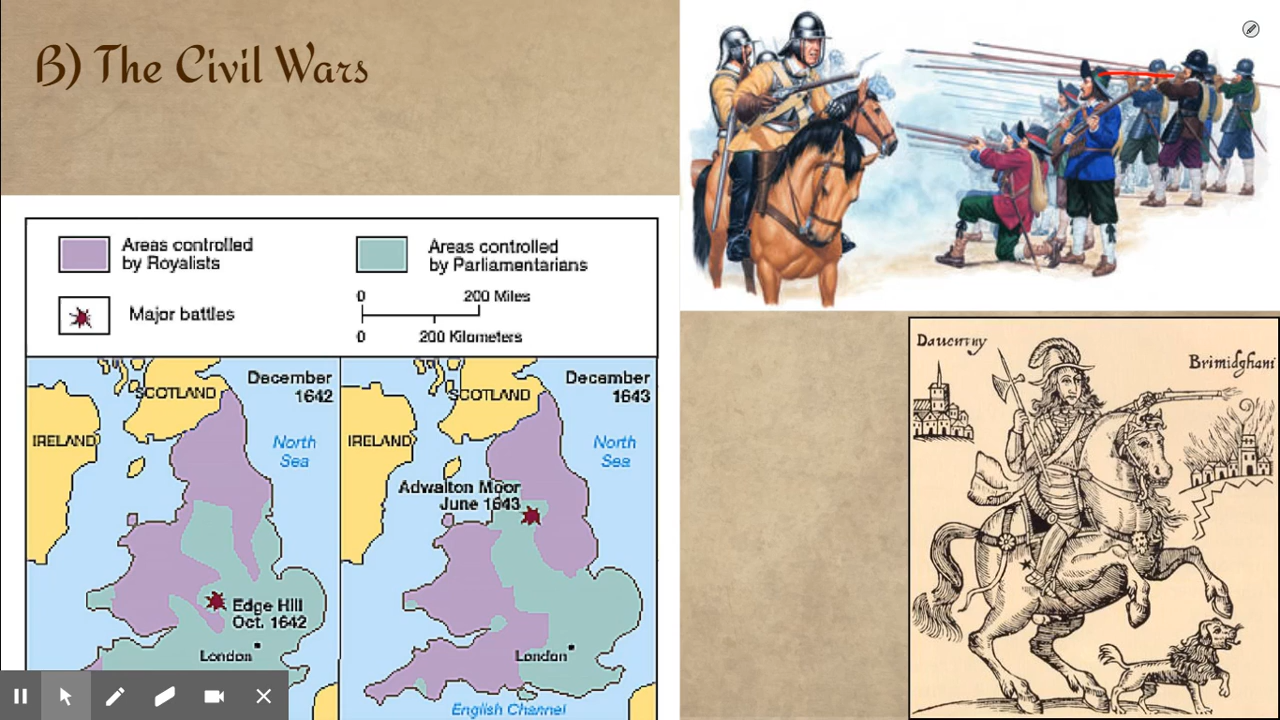 B) The Civil Wars
Areas controlled
by Royalists
Areas controlled
by Parliamentarians
Major battles
0
200 Miles
0
200 Kilometers
SCOTLAND
December
1642
IRELAND
North
Sea
Edge Hill
Oct. 1642
London
SCOTLAND
December
1643
IRELAND
North
Sea
Adwalton Moor
June 1643
London
English Channel
Dauentry
Brimidgham